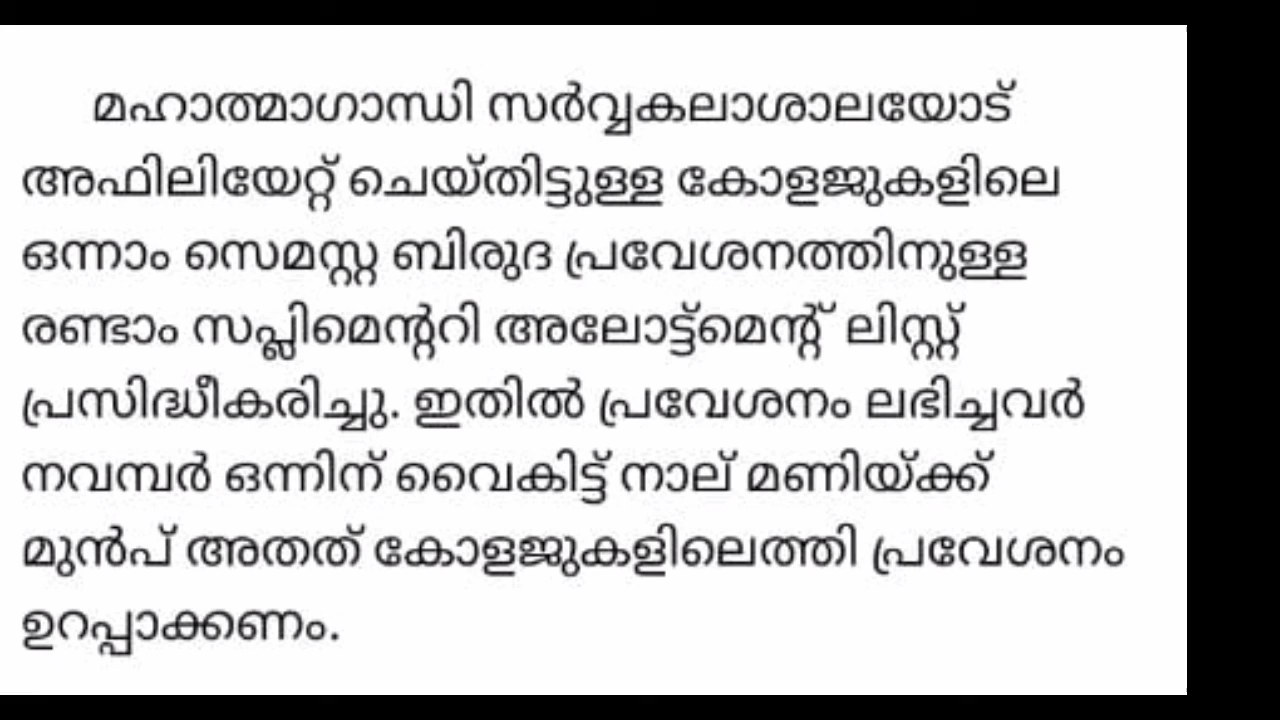 മഹാത്മാഗാന്ധി സർവ്വകലാശാലയോട്
അഫിലിയേറ്റ് ചെയ്തിട്ടുള്ള കോളജുകളിലെ
ഒന്നാം സെമസ്റ്റ ബിരുദ പ്രവേശനത്തിനുള്ള
രണ്ടാം സപ്ലിമെന്ററി അലോട്ട്മെന്റ് ലിസ്റ്റ്
പ്രസിദ്ധീകരിച്ചു. ഇതിൽ പ്രവേശനം ലഭിച്ചവർ
നവമ്പർ ഒന്നിന് വൈകിട്ട് നാല് മണിയ്ക്ക്
മുൻപ് അതത് കോളജുകളിലെത്തി പ്രവേശനം
ഉറപ്പാക്കണം.